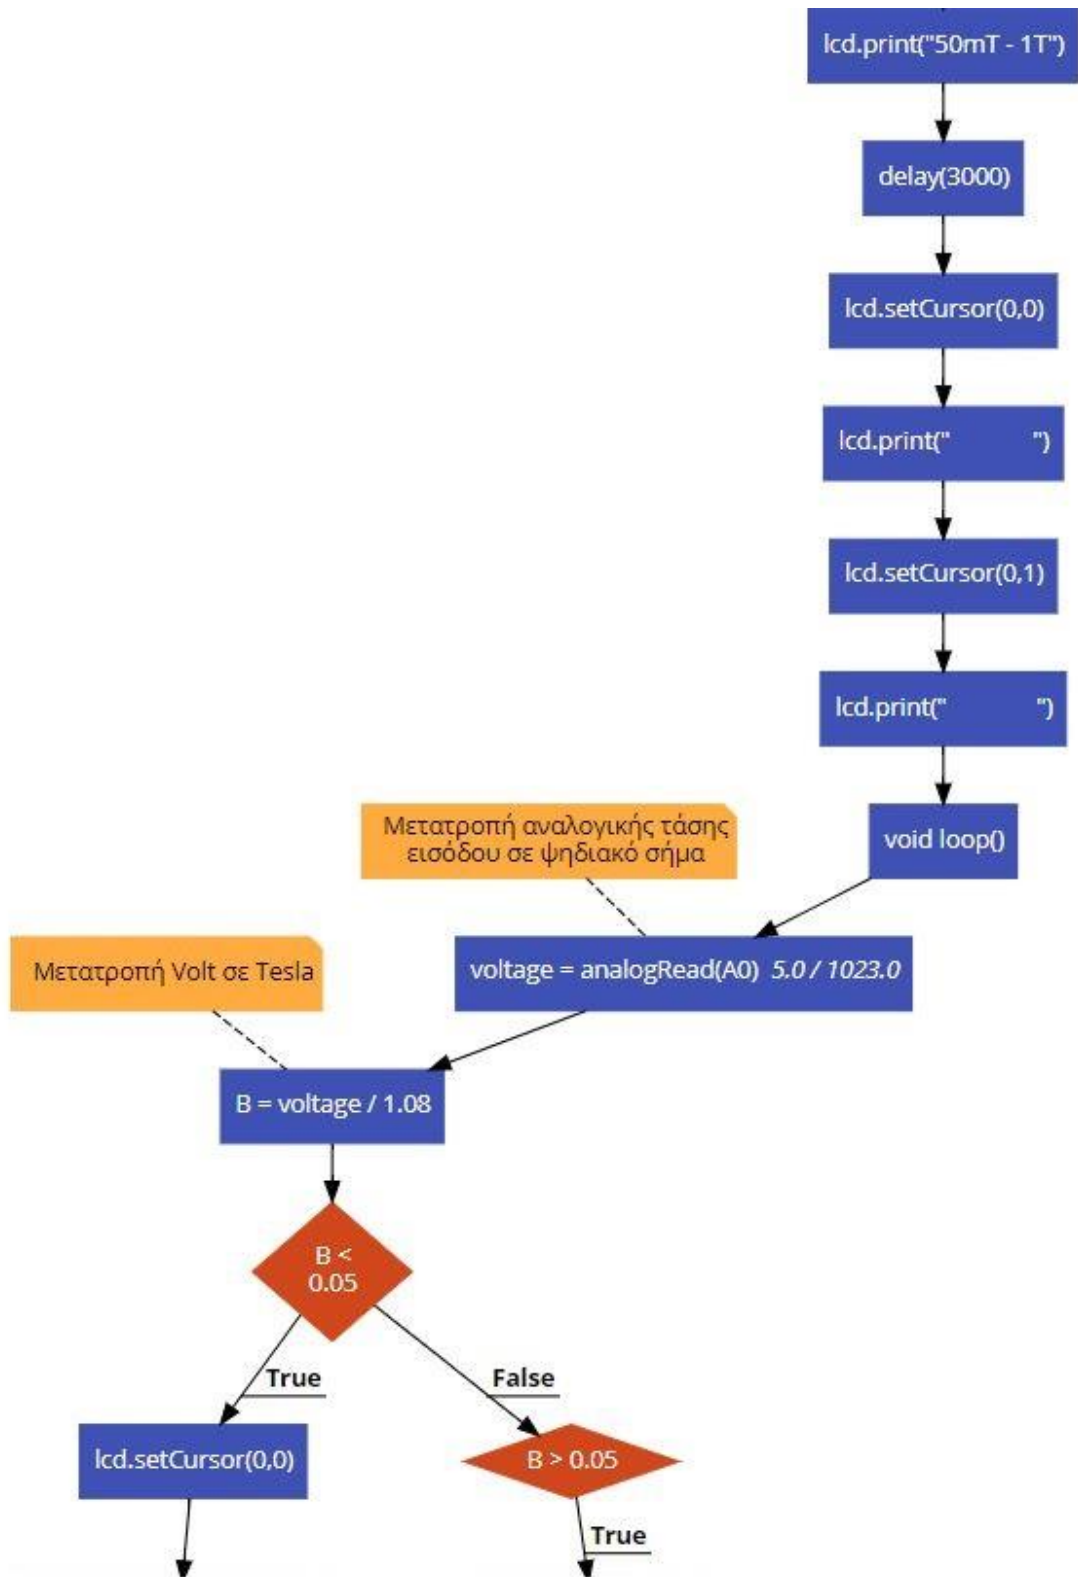 lcd.print("50mT - 1T")
delay(3000)
lcd.setCursor(0,0)
lcd.print("             ")
lcd.setCursor(0,1)
lcd.print("              ")
void loop()
Μετατροπή αναλογικής τάσης
εισόδου σε ψηδιακό σήμα
voltage = analogRead(A0)  5.0 / 1023.0
Μετατροπή Volt σε Tesla
B = voltage / 1.08
B <
0.05
True
False
lcd.setCursor(0,0)
B > 0.05
True